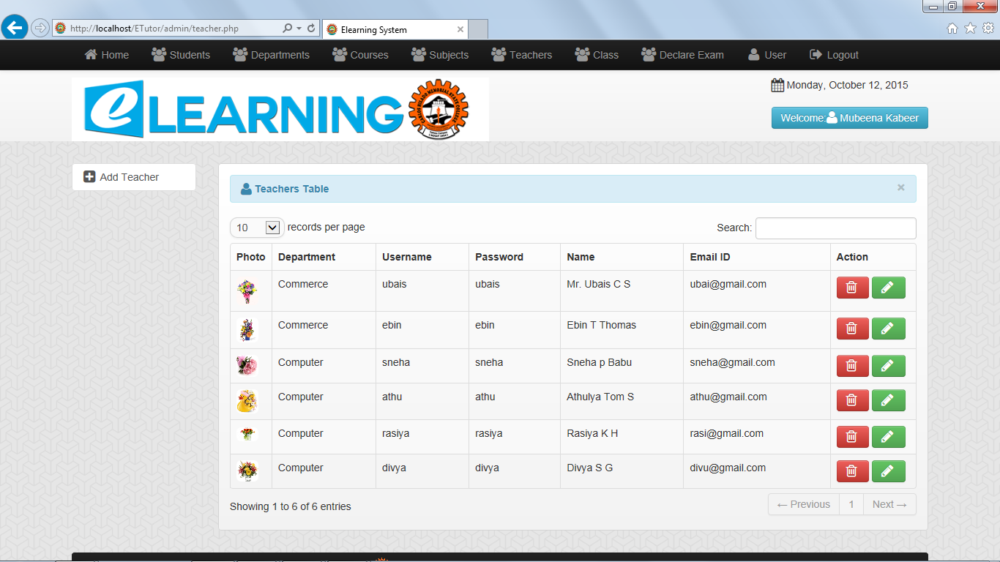 http://localhost/ETutor/admin/teacher.php
Elearning System
Home Students Departments Courses Subjects Teachers Class Declare Exam User Logout
eLEARNING
Monday, October 12, 2015
Welcome: Mubeena Kabeer
Add Teacher
Teachers Table ×
10 records per page Search:
Photo Department Username Password Name Email ID Action
Commerce ubais ubais Mr. Ubais C S ubai@gmail.com
Commerce ebin ebin Ebin T Thomas ebin@gmail.com
Computer sneha sneha Sneha p Babu sneha@gmail.com
Computer athu athu Athulya Tom S athu@gmail.com
Computer rasiya rasiya Rasiya K H rasi@gmail.com
Computer divya divya Divya S G divu@gmail.com
Showing 1 to 6 of 6 entries ← Previous 1 Next →